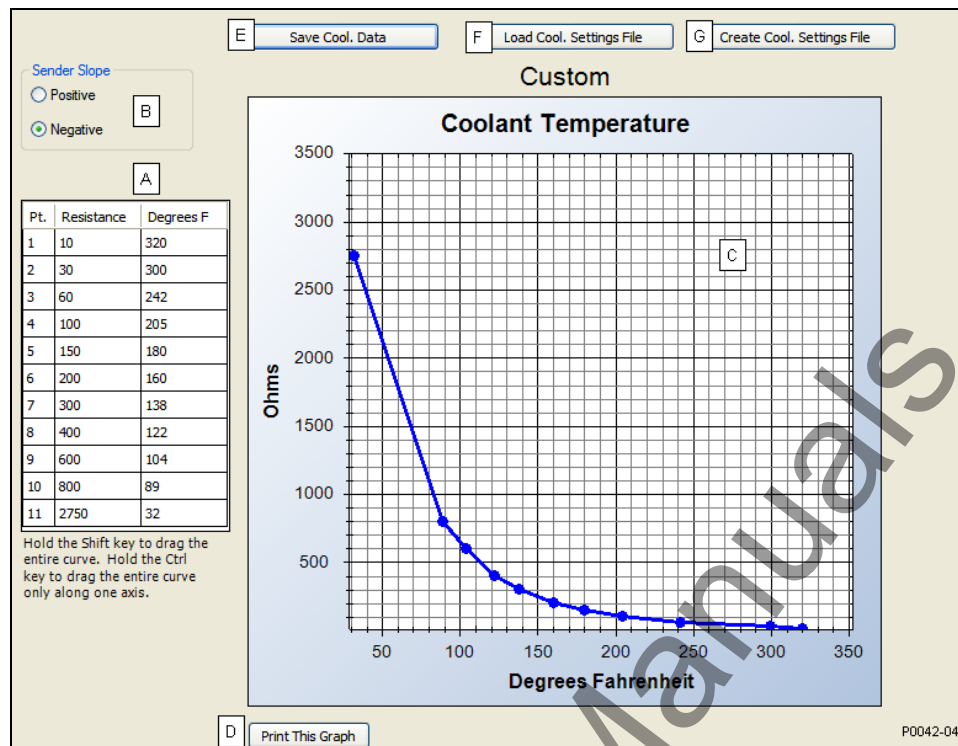 E Save Cool. Data F Load Cool. Settings File G Create Cool. Settings File
Sender Slope
Positive
Negative
B
Custom
Coolant Temperature
A
Pt. Resistance Degrees F
1 10 320
2 30 300
3 60 242
4 100 205
5 150 180
6 200 160
7 300 138
8 400 122
9 600 104
10 800 89
11 2750 32
Hold the Shift key to drag the
entire curve. Hold the Ctrl
key to drag the entire curve
only along one axis.
3500
3000
2500
2000
1500
1000
500
Ohms
C
50 100 150 200 250 300 350
Degrees Fahrenheit
D Print This Graph
P0042-04
Manuals